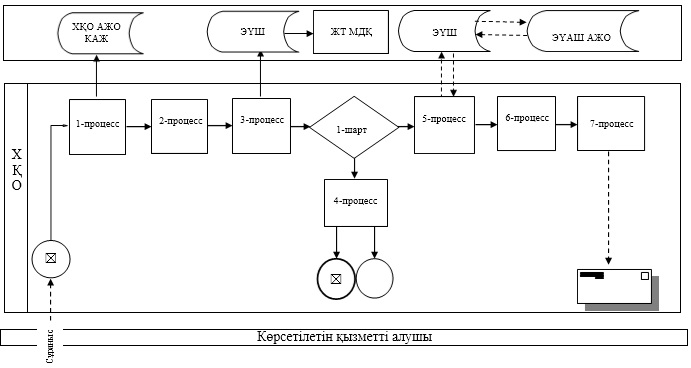 ХҚО АЖО
КАЖ
ЭҮШ
ЖТ МДҚ
ЭҮШ
ЭҮАШ АЖО
1-процесс
2-процесс
3-процесс
1-шарт
5-процесс
6-процесс
7-процесс
Х
Қ
О
4-процесс
Сұраныс
Көрсетілетін қызметті алушы